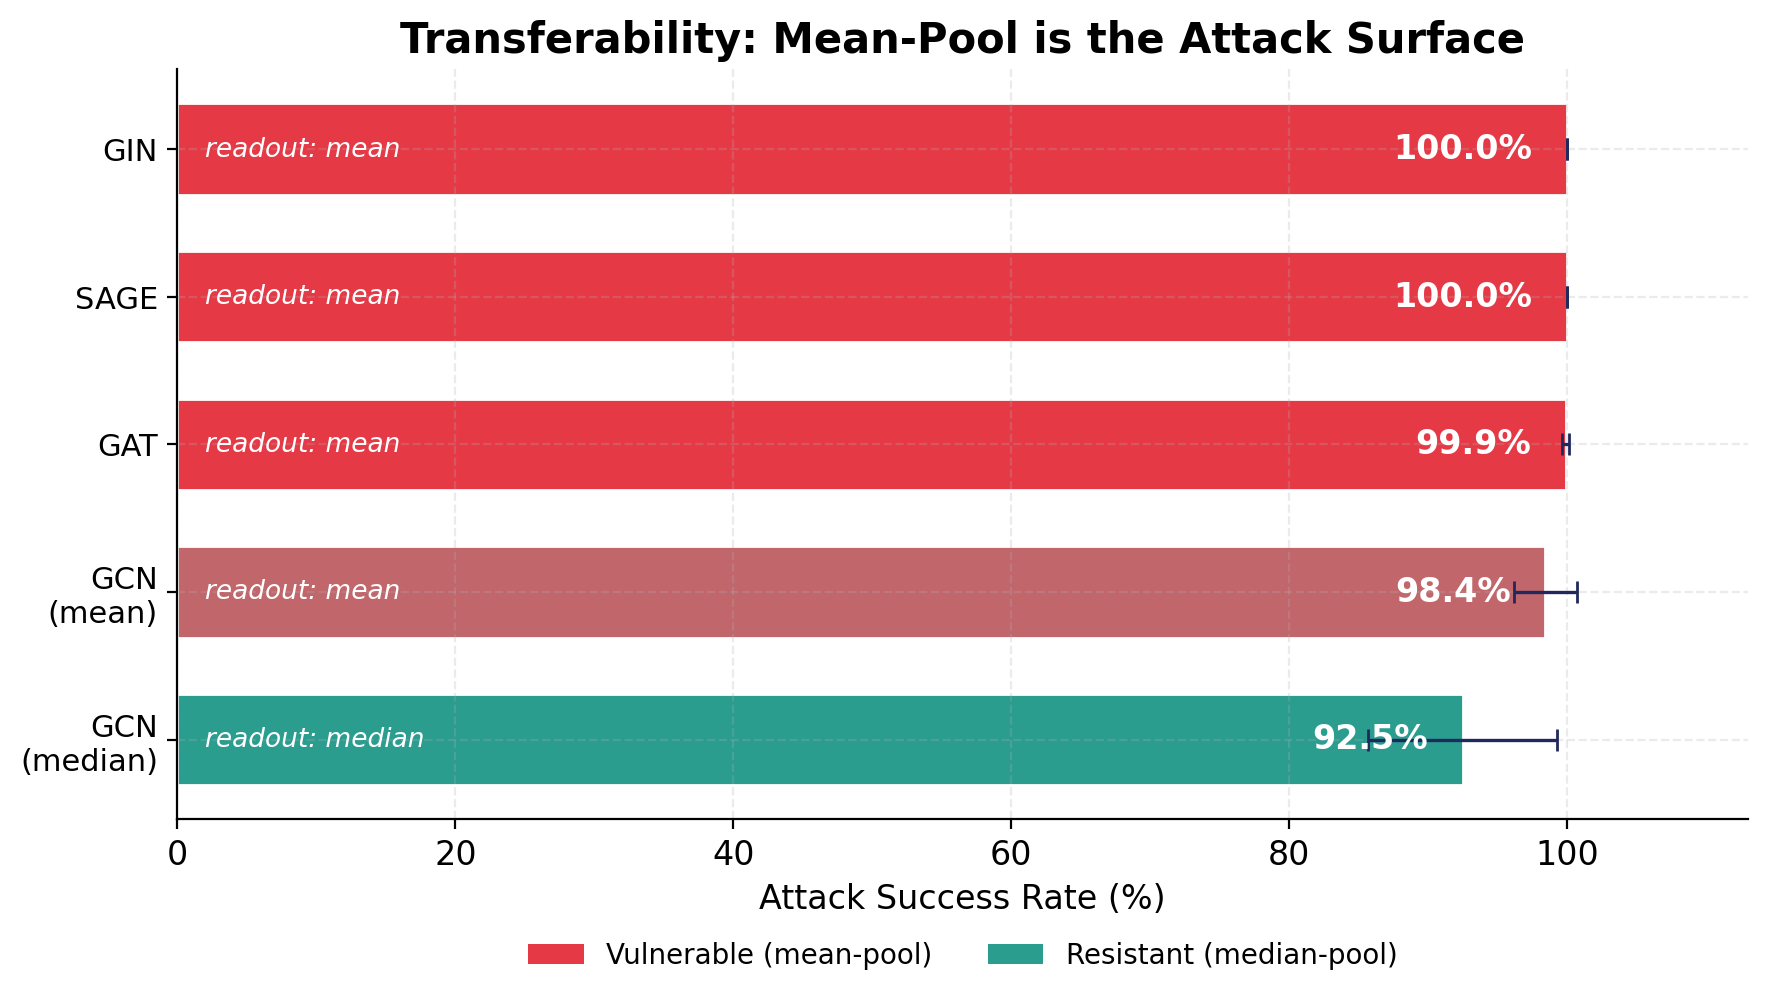 Transferability: Mean-Pool is the Attack Surface
GIN
readout: mean
100.0%
SAGE
readout: mean
100.0%
GAT
readout: mean
99.9%
GCN
(mean)
readout: mean
98.4%
GCN
(median)
readout: median
92.5%
0 20 40 60 80 100
Attack Success Rate (%)
Vulnerable (mean-pool) Resistant (median-pool)